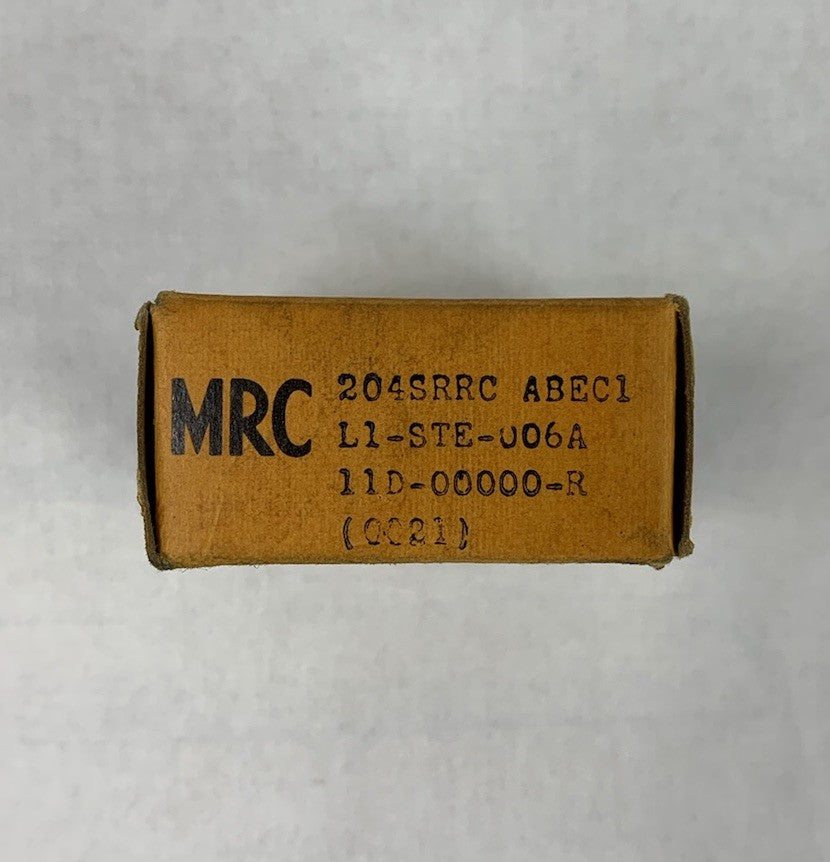 MRC
204SRRC ABEC1
L1-STE-006A
11D-00000-R
(0021)